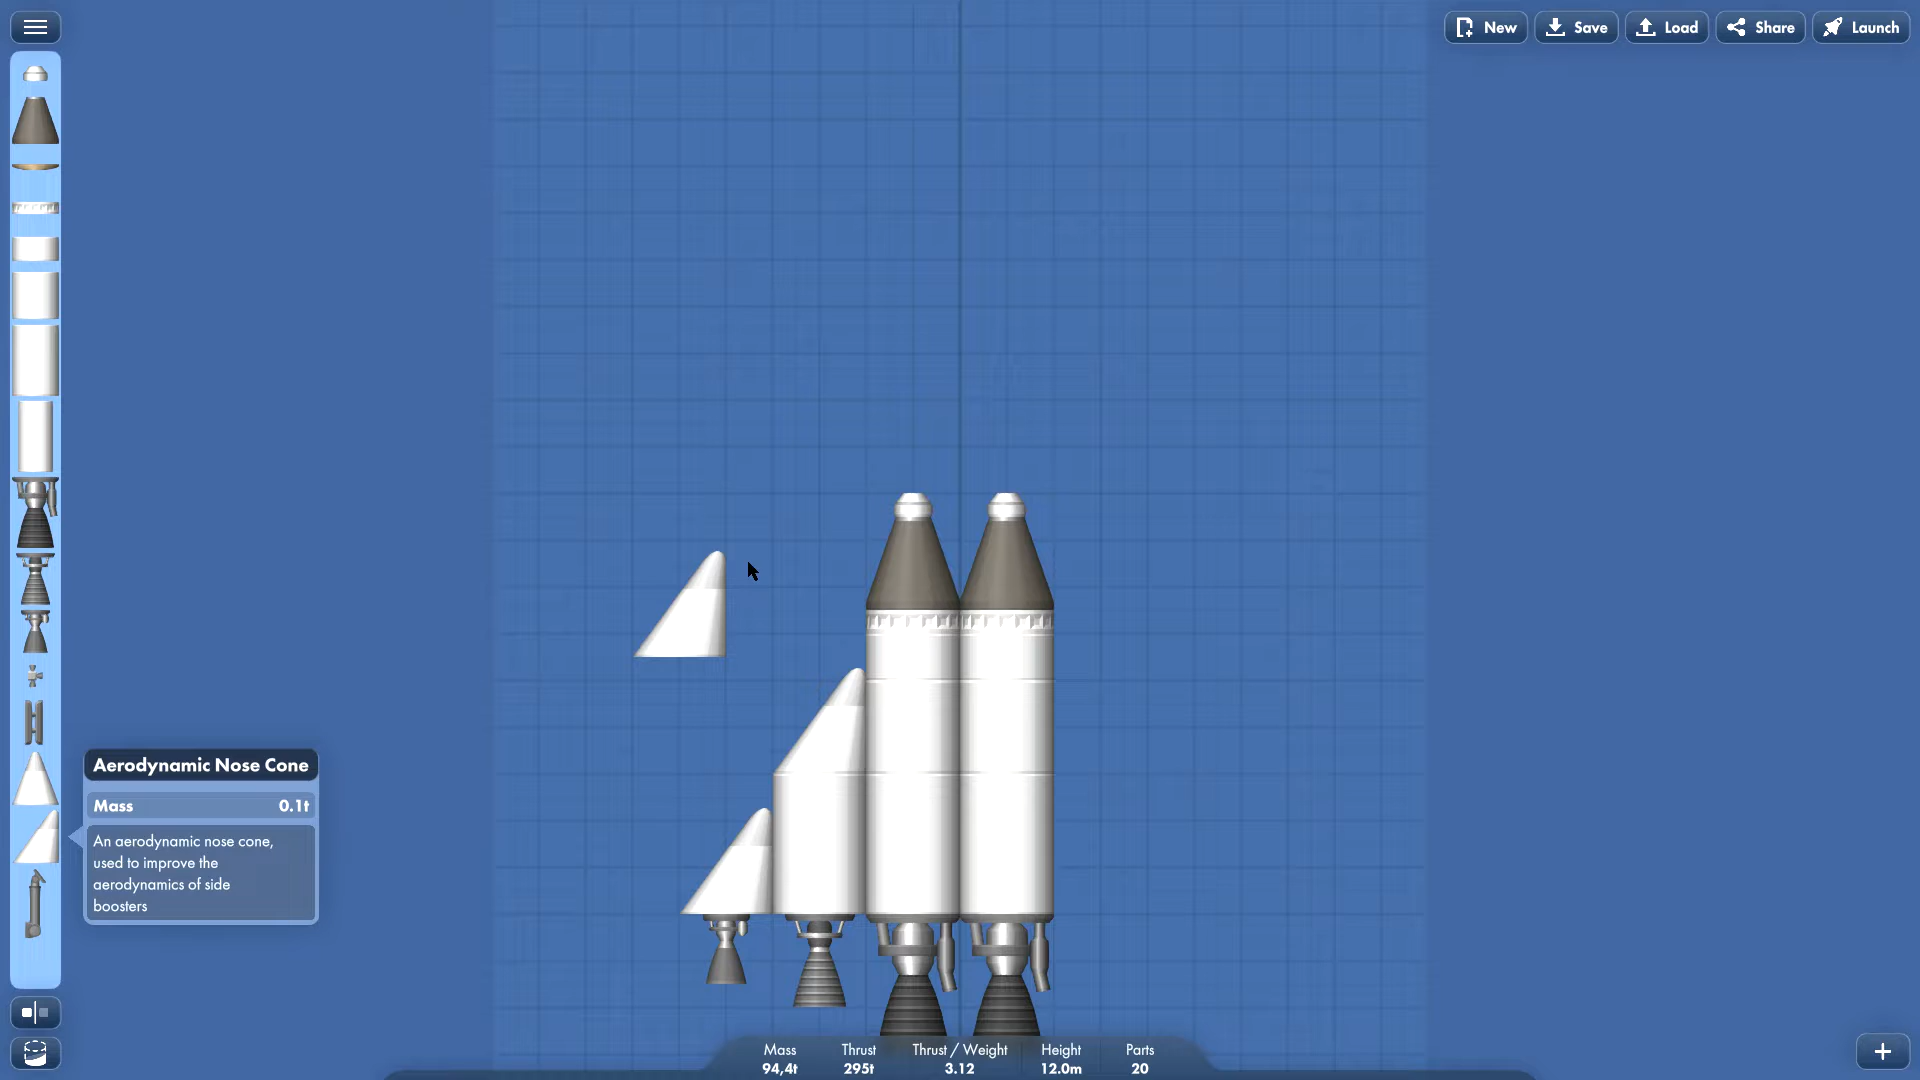 New
Save
Load
Share
Launch
Aerodynamic Nose Cone
Mass 0.1t
An aerodynamic nose cone,
used to improve the
aerodynamics of side
boosters
Mass Thrust Thrust / Weight Height Parts
94,4t 295t 3.12 12.0m 20